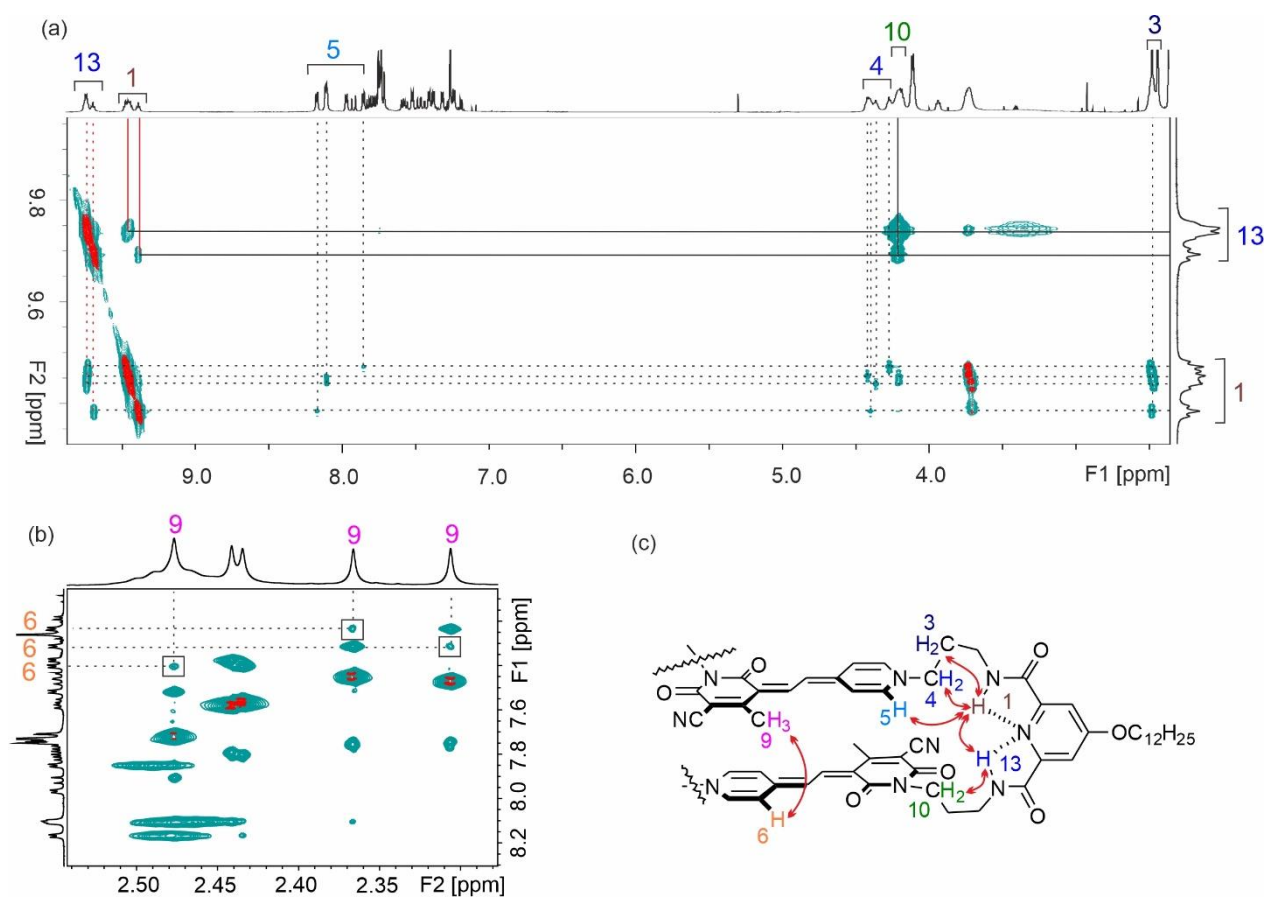 (a)
13
1
5
4
10
3
9.8
9.6
F2 [ppm]
13
1
9.0
8.0
7.0
6.0
5.0
4.0
F1 [ppm]
(b)
9
9
9
6
6
6
F1 [ppm]
7.6
7.8
8.0
8.2
2.50
2.45
2.40
2.35
F2 [ppm]
(c)
3
H2
O
N
O
N
CH2
N
O
4
H
1
NC
H
5
CH3
9
CN
N
OC12H25
O
H
13
N
N
O
N
CH2
N
10
O
H
6